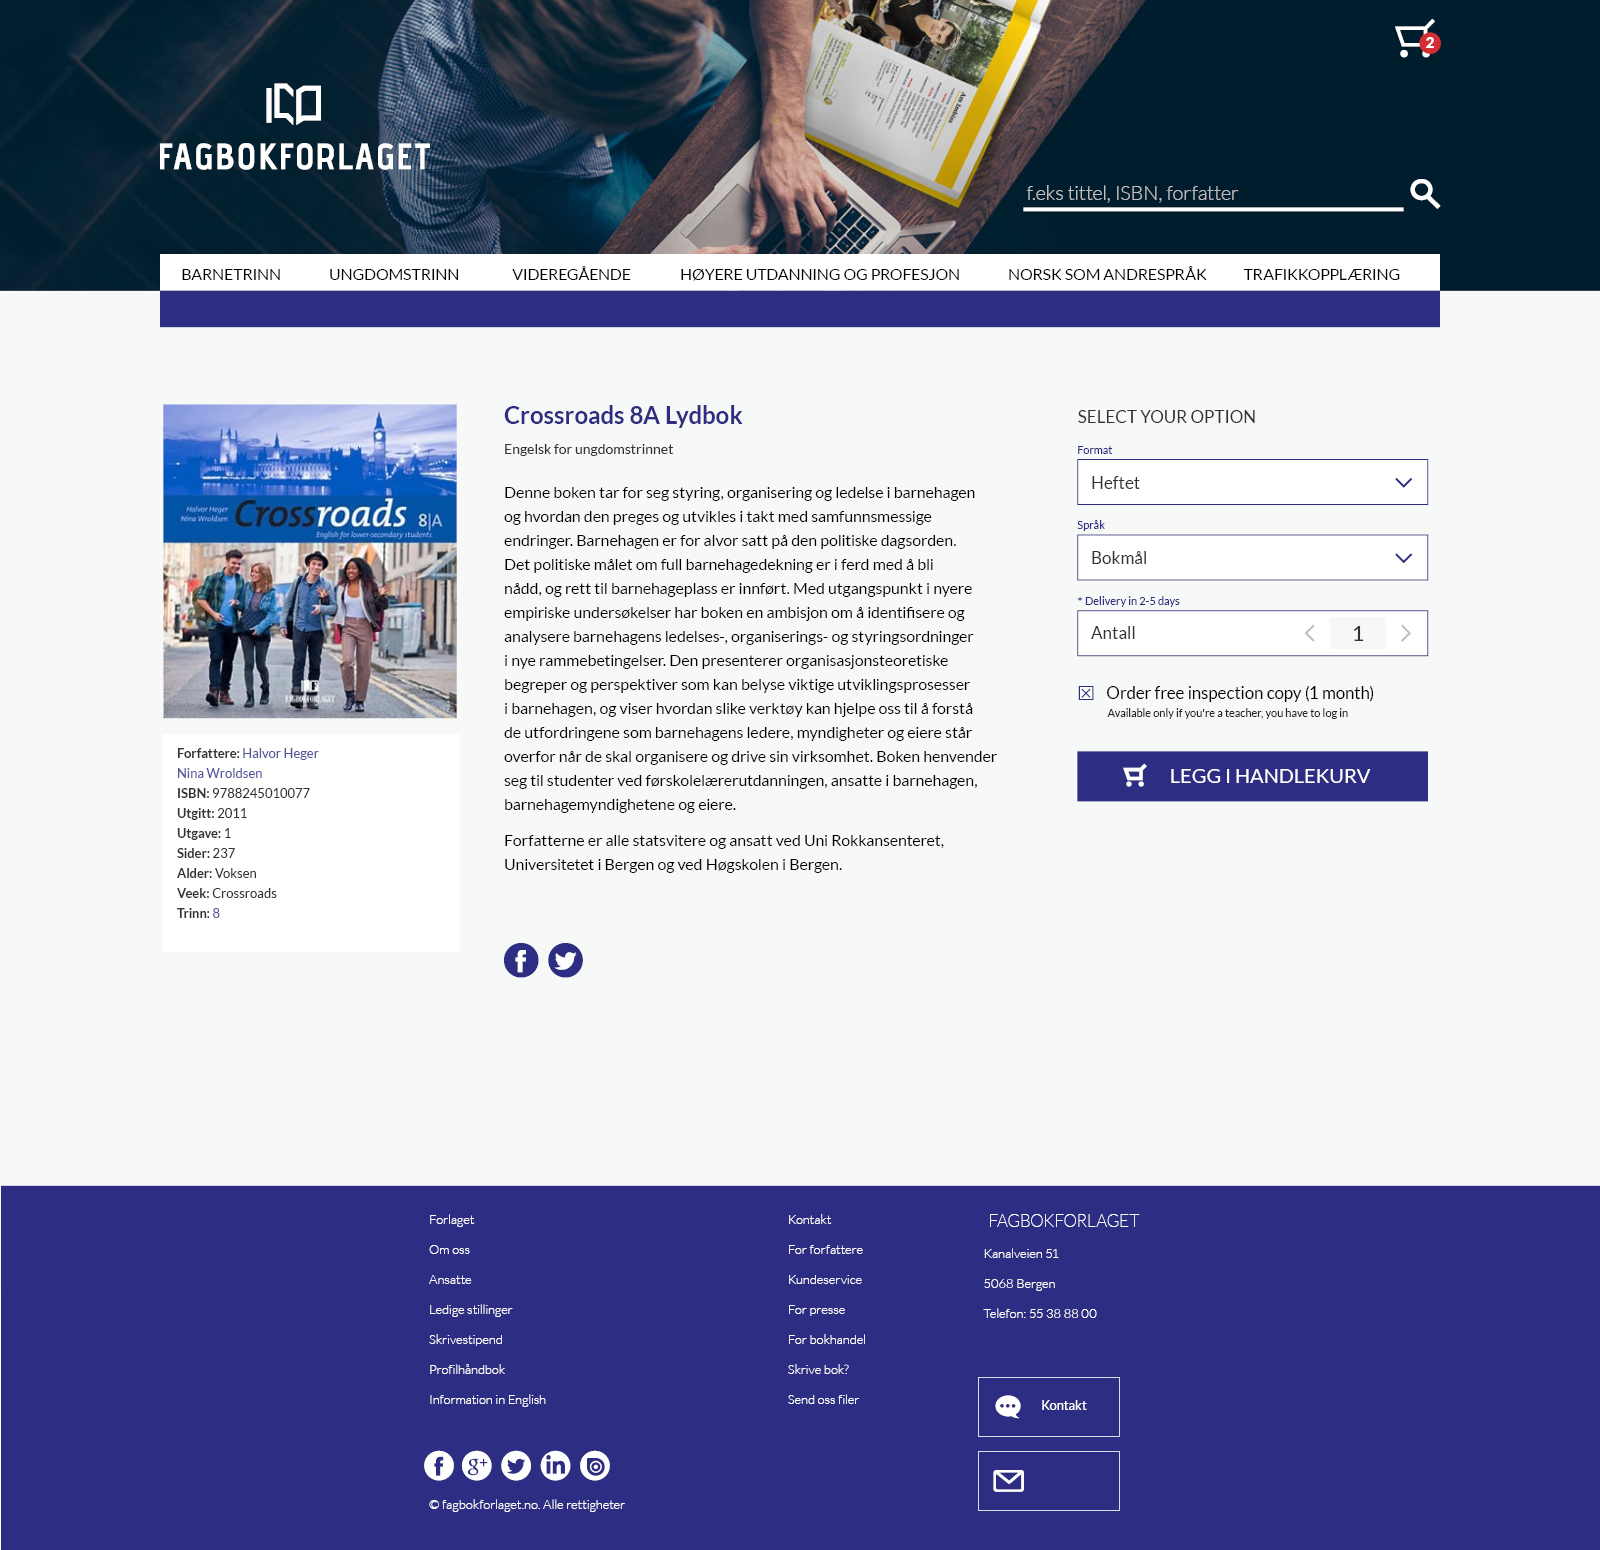 2
FAGBOKFORLAGET
f.eks tittel, ISBN, forfatter
BARNETRINN UNGDOMSTRINN VIDEREGÅENDE HØYERE UTDANNING OG PROFESJON NORSK SOM ANDRESPRÅK TRAFIKKOPPLÆRING
Halvor Heger
Nina Wroldsen
Crossroads 8|A
English for lower-secondary students
FAGBOKFORLAGET
Forfattere: Halvor Heger
Nina Wroldsen
ISBN: 9788245010077
Utgitt: 2011
Utgave: 1
Sider: 237
Alder: Voksen
Veek: Crossroads
Trinn: 8
Crossroads 8A Lydbok
Engelsk for ungdomstrinnet
Denne boken tar for seg styring, organisering og ledelse i barnehagen
og hvordan den preges og utvikles i takt med samfunnsmessige
endringer. Barnehagen er for alvor satt på den politiske dagsorden.
Det politiske målet om full barnehagedekning er i ferd med å bli
nådd, og rett til barnehageplass er innført. Med utgangspunkt i nyere
empiriske undersøkelser har boken en ambisjon om å identifisere og
analysere barnehagens ledelses-, organiserings- og styringsordninger
i nye rammebetingelser. Den presenterer organisasjonsteoretiske
begreper og perspektiver som kan belyse viktige utviklingsprosesser
i barnehagen, og viser hvordan slike verktøy kan hjelpe oss til å forstå
de utfordringene som barnehagens ledere, myndigheter og eiere står
overfor når de skal organisere og drive sin virksomhet. Boken henvender
seg til studenter ved førskolelærerutdanningen, ansatte i barnehagen,
barnehagemyndighetene og eiere.
Forfatterne er alle statsvitere og ansatt ved Uni Rokkansenteret,
Universitetet i Bergen og ved Høgskolen i Bergen.
SELECT YOUR OPTION
Format
Heftet
Språk
Bokmål
* Delivery in 2-5 days
Antall 1
Order free inspection copy (1 month)
Available only if you're a teacher, you have to log in
LEGG I HANDLEKURV
Forlaget
Om oss
Ansatte
Ledige stillinger
Skrivestipend
Profilhåndbok
Information in English
© fagbokforlaget.no. Alle rettigheter
Kontakt
For forfattere
Kundeservice
For presse
For bokhandel
Skrive bok?
Send oss filer
FAGBOKFORLAGET
Kanalveien 51
5068 Bergen
Telefon: 55 38 88 00
Kontakt